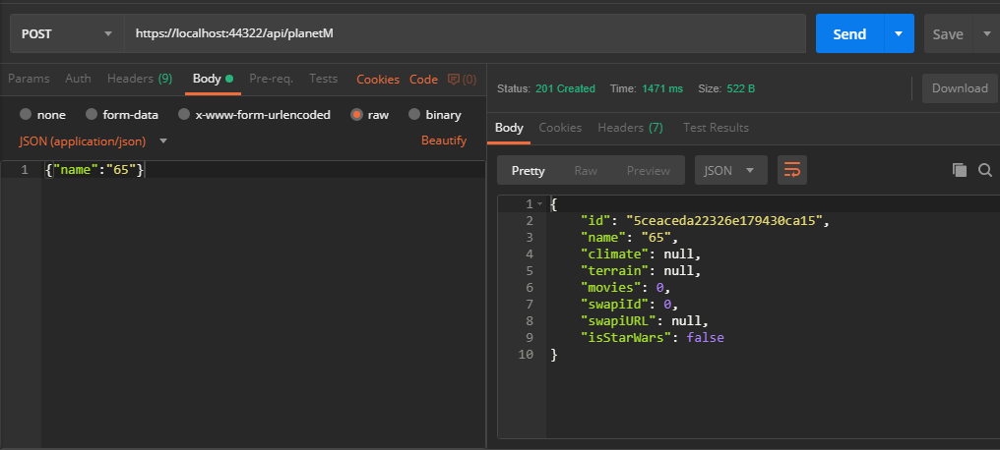 POST https://localhost:44322/api/planetM Send Save
Params Auth Headers (9) Body Pre-req. Tests Cookies Code (0)
none form-data x-www-form-urlencoded raw binary
JSON (application/json) Beautify
1 {"name":"65"}
Status: 201 Created Time: 1471 ms Size: 522 B Download
Body Cookies Headers (7) Test Results
Pretty Raw Preview JSON
1 {
2 "id": "5ceaceda22326e179430ca15",
3 "name": "65",
4 "climate": null,
5 "terrain": null,
6 "movies": 0,
7 "swapiId": 0,
8 "swapiURL": null,
9 "isStarWars": false
10 }